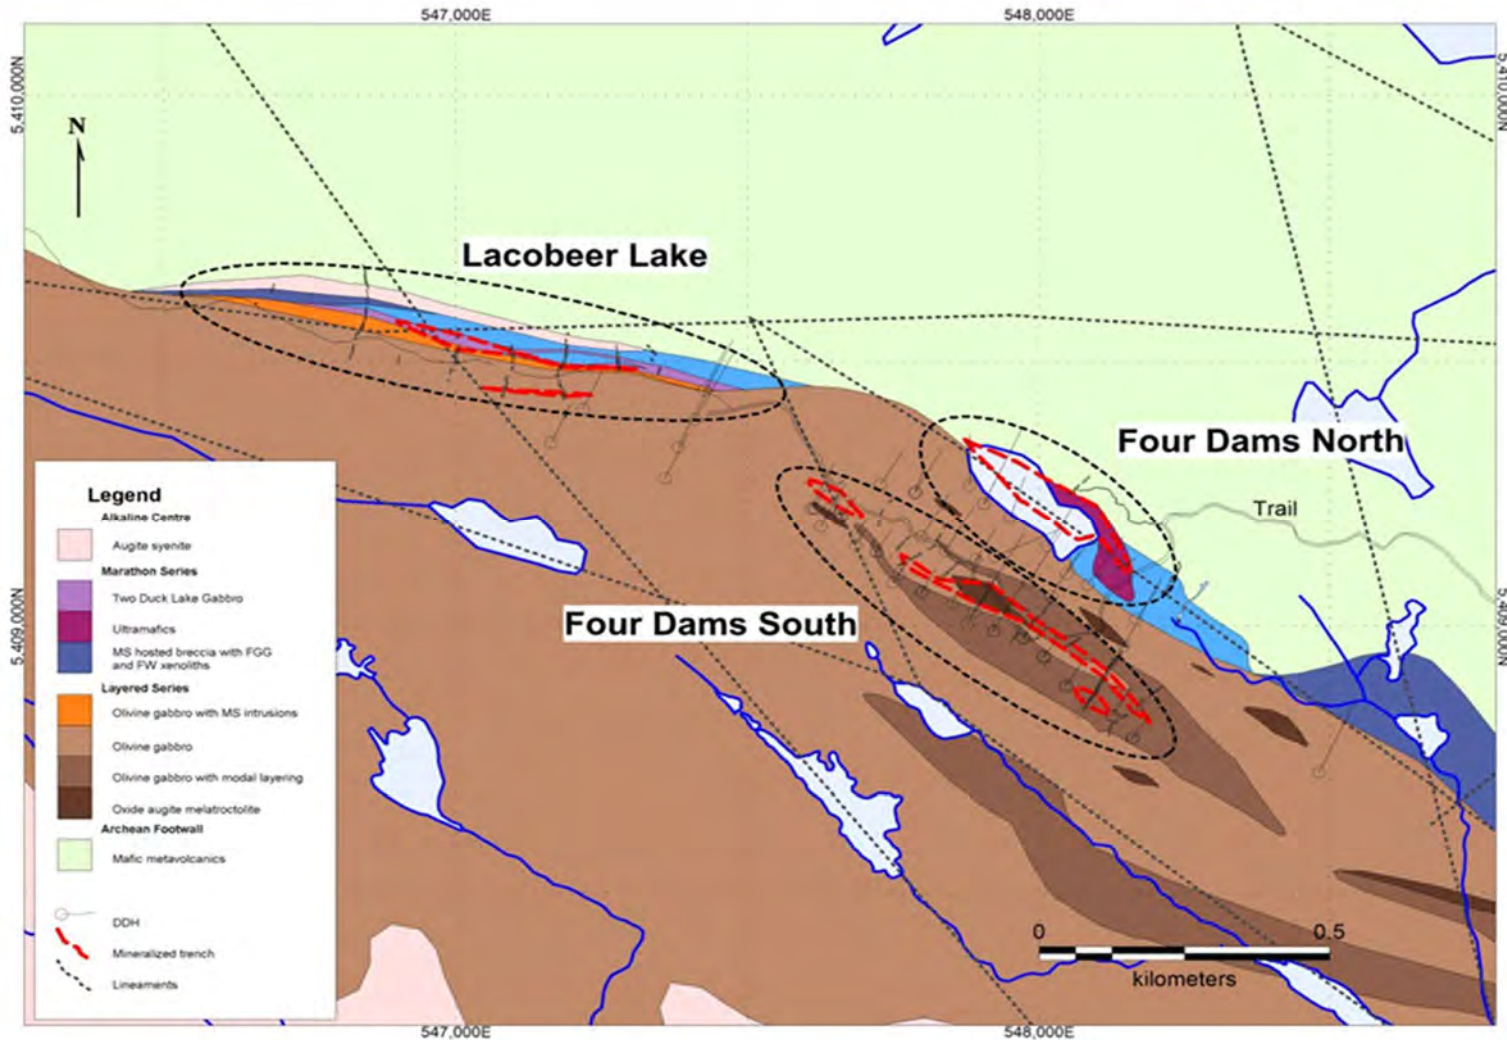 547,000E
548,000E
5,410,000N
5,410,000N
N
Lacobeer Lake
Four Dams North
Trail
Four Dams South
5,409,000N
5,409,000N
Legend
Alkaline Centre
Augite syenite
Marathon Series
Two Duck Lake Gabbro
Ultramafics
MS hosted breccia with FGG
and FW xenoliths
Layered Series
Olivine gabbro with MS intrusions
Olivine gabbro
Olivine gabbro with modal layering
Oxide augite melatroctolite
Archean Footwall
Mafic metavolcanics
DDH
Mineralized trench
Lineaments
0
0.5
kilometers
547,000E
548,000E